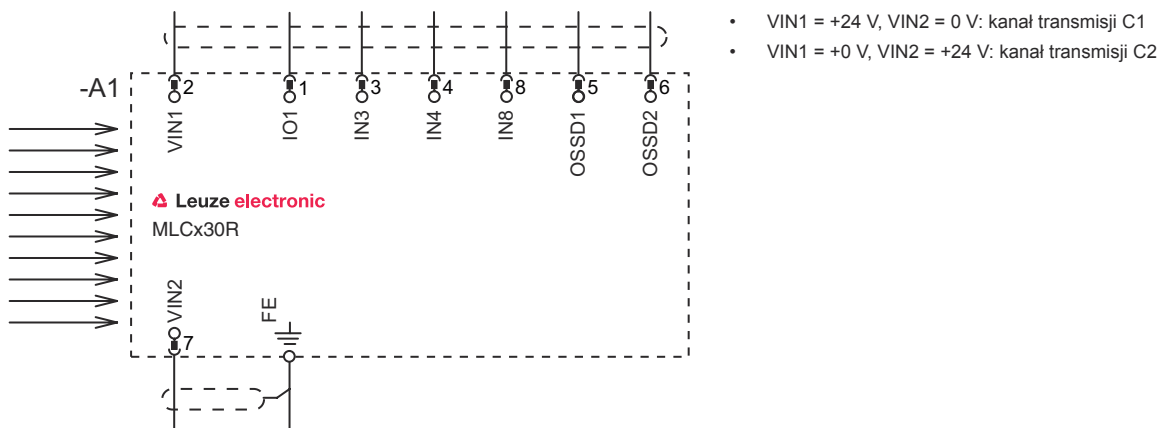 • VIN1 = +24 V, VIN2 = 0 V: kanał transmisji C1
• VIN1 = +0 V, VIN2 = +24 V: kanał transmisji C2
-A1
2 1 3 4 8 5 6
VIN1 IO1 IN3 IN4 IN8 OSSD1 OSSD2
Leuze electronic
MLCx30R
VIN2 FE
7